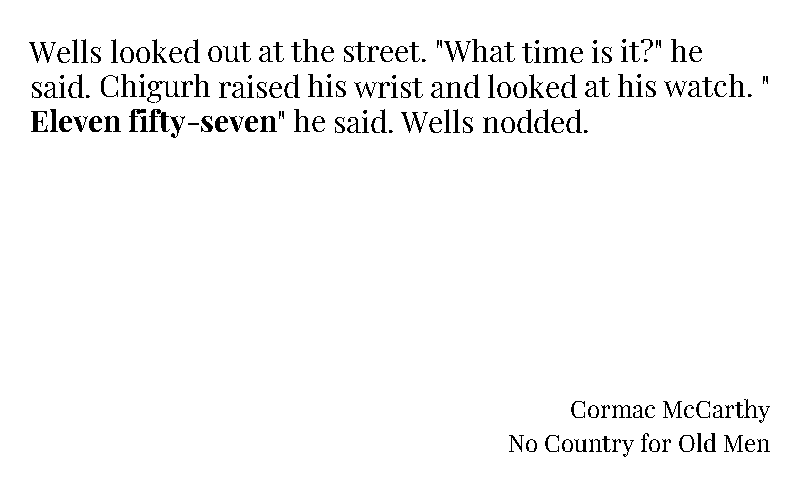 Wells looked out at the street. "What time is it?" he
said. Chigurh raised his wrist and looked at his watch. "
Eleven fifty-seven" he said. Wells nodded.
Cormac McCarthy
No Country for Old Men